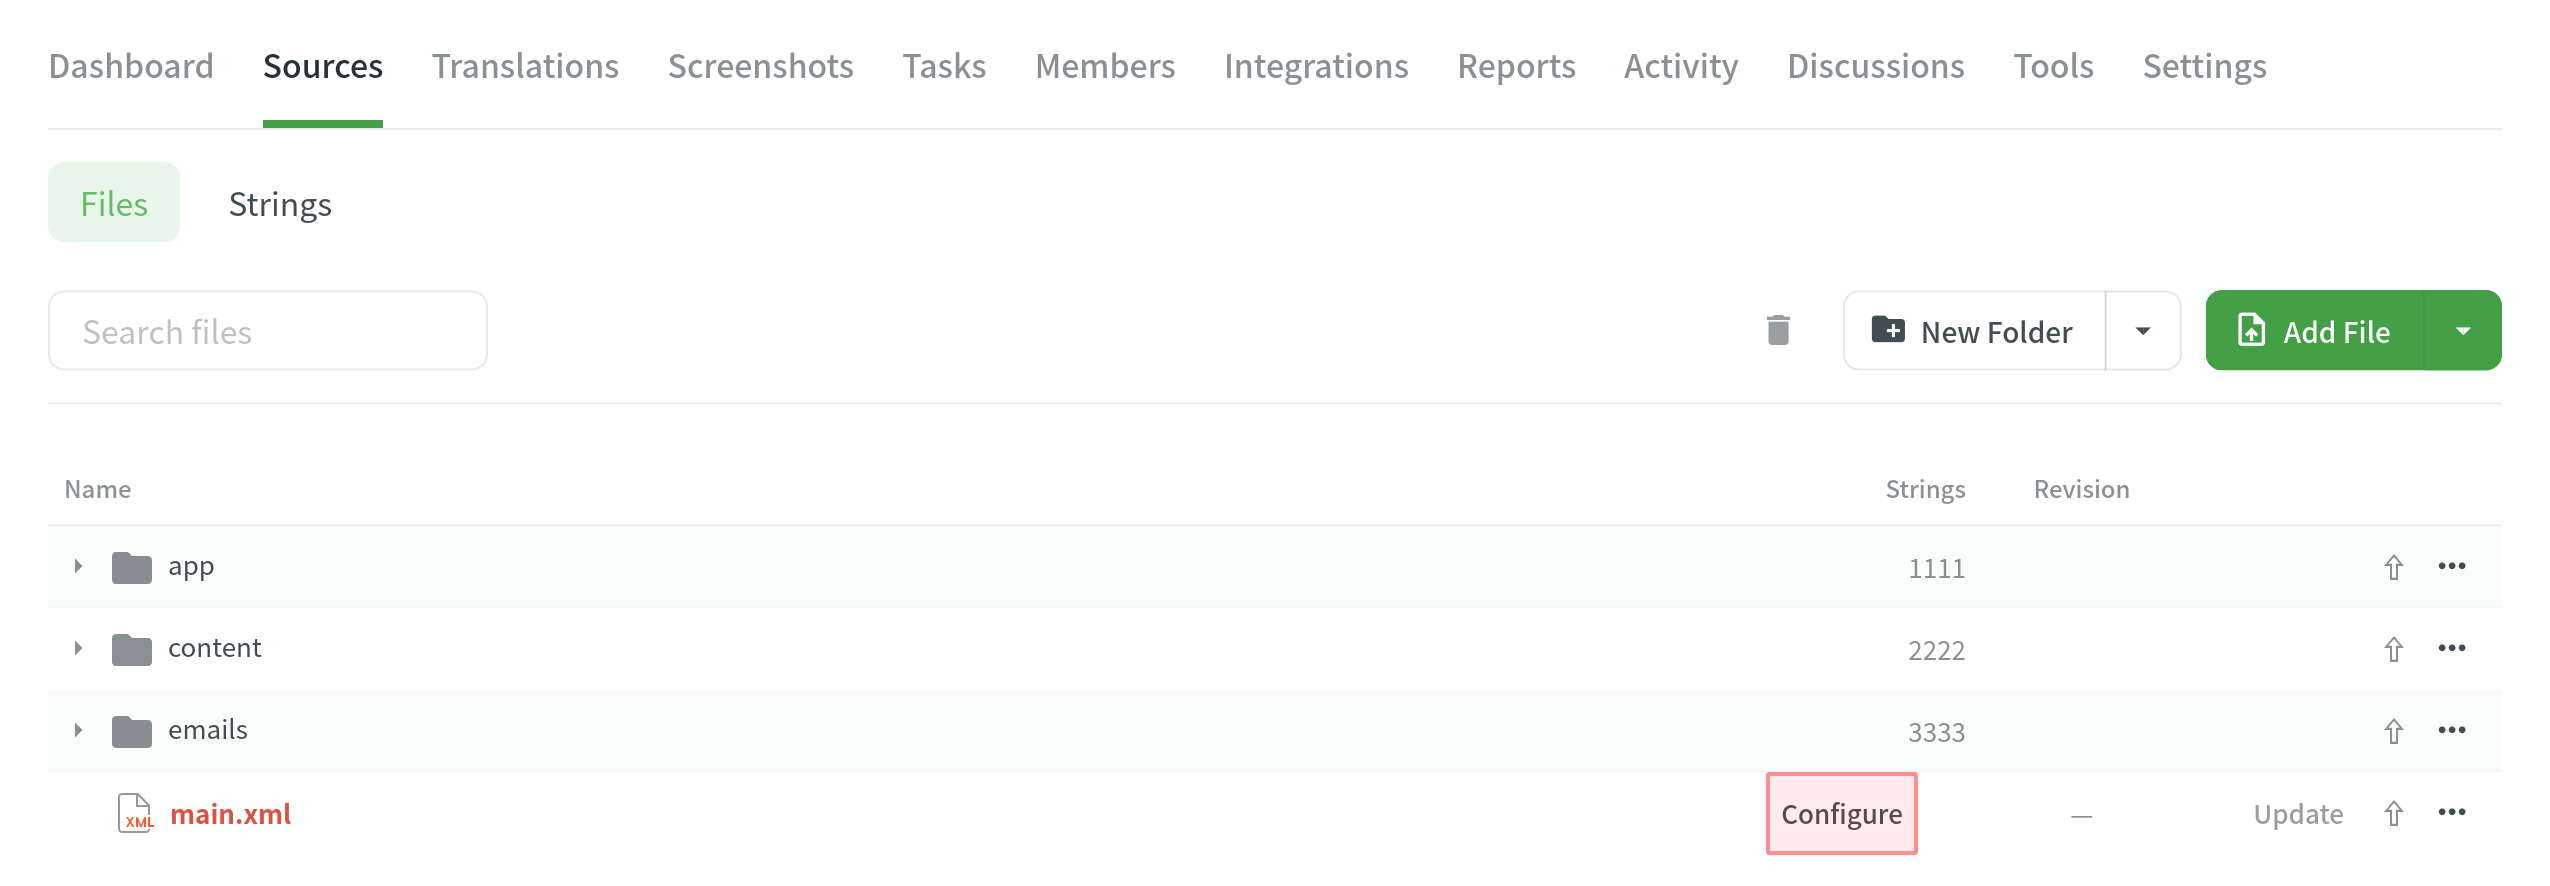 Dashboard Sources Translations Screenshots Tasks Members Integrations Reports Activity Discussions Tools Settings
Files Strings
Search files New Folder Add File
Name Strings Revision
app 1111
content 2222
emails 3333
XML main.xml Configure — Update